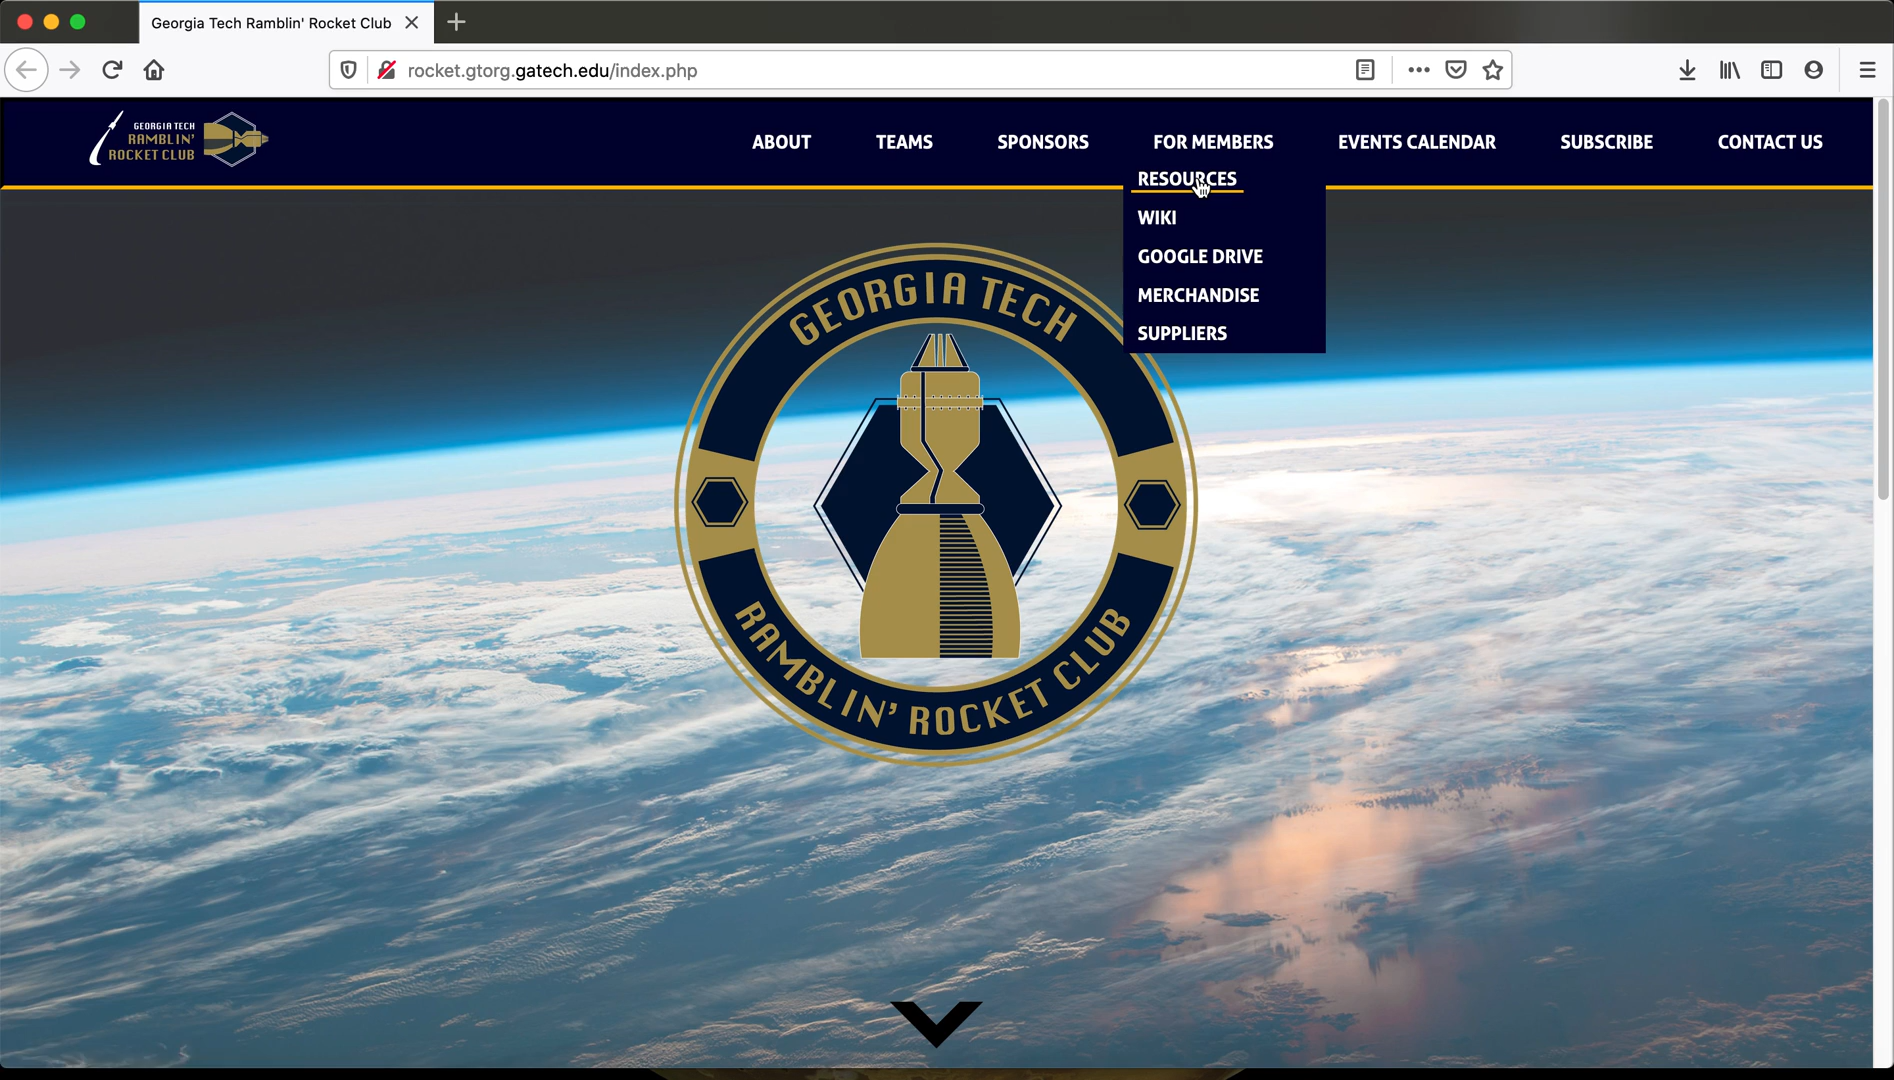 Georgia Tech Ramblin' Rocket Club
rocket.gtorg.gatech.edu/index.php
GEORGIA TECH
RAMBLIN'
ROCKET CLUB
ABOUT
TEAMS
SPONSORS
FOR MEMBERS
EVENTS CALENDAR
SUBSCRIBE
CONTACT US
RESOURCES
WIKI
GOOGLE DRIVE
MERCHANDISE
SUPPLIERS
GEORGIA TECH
RAMBLIN' ROCKET CLUB